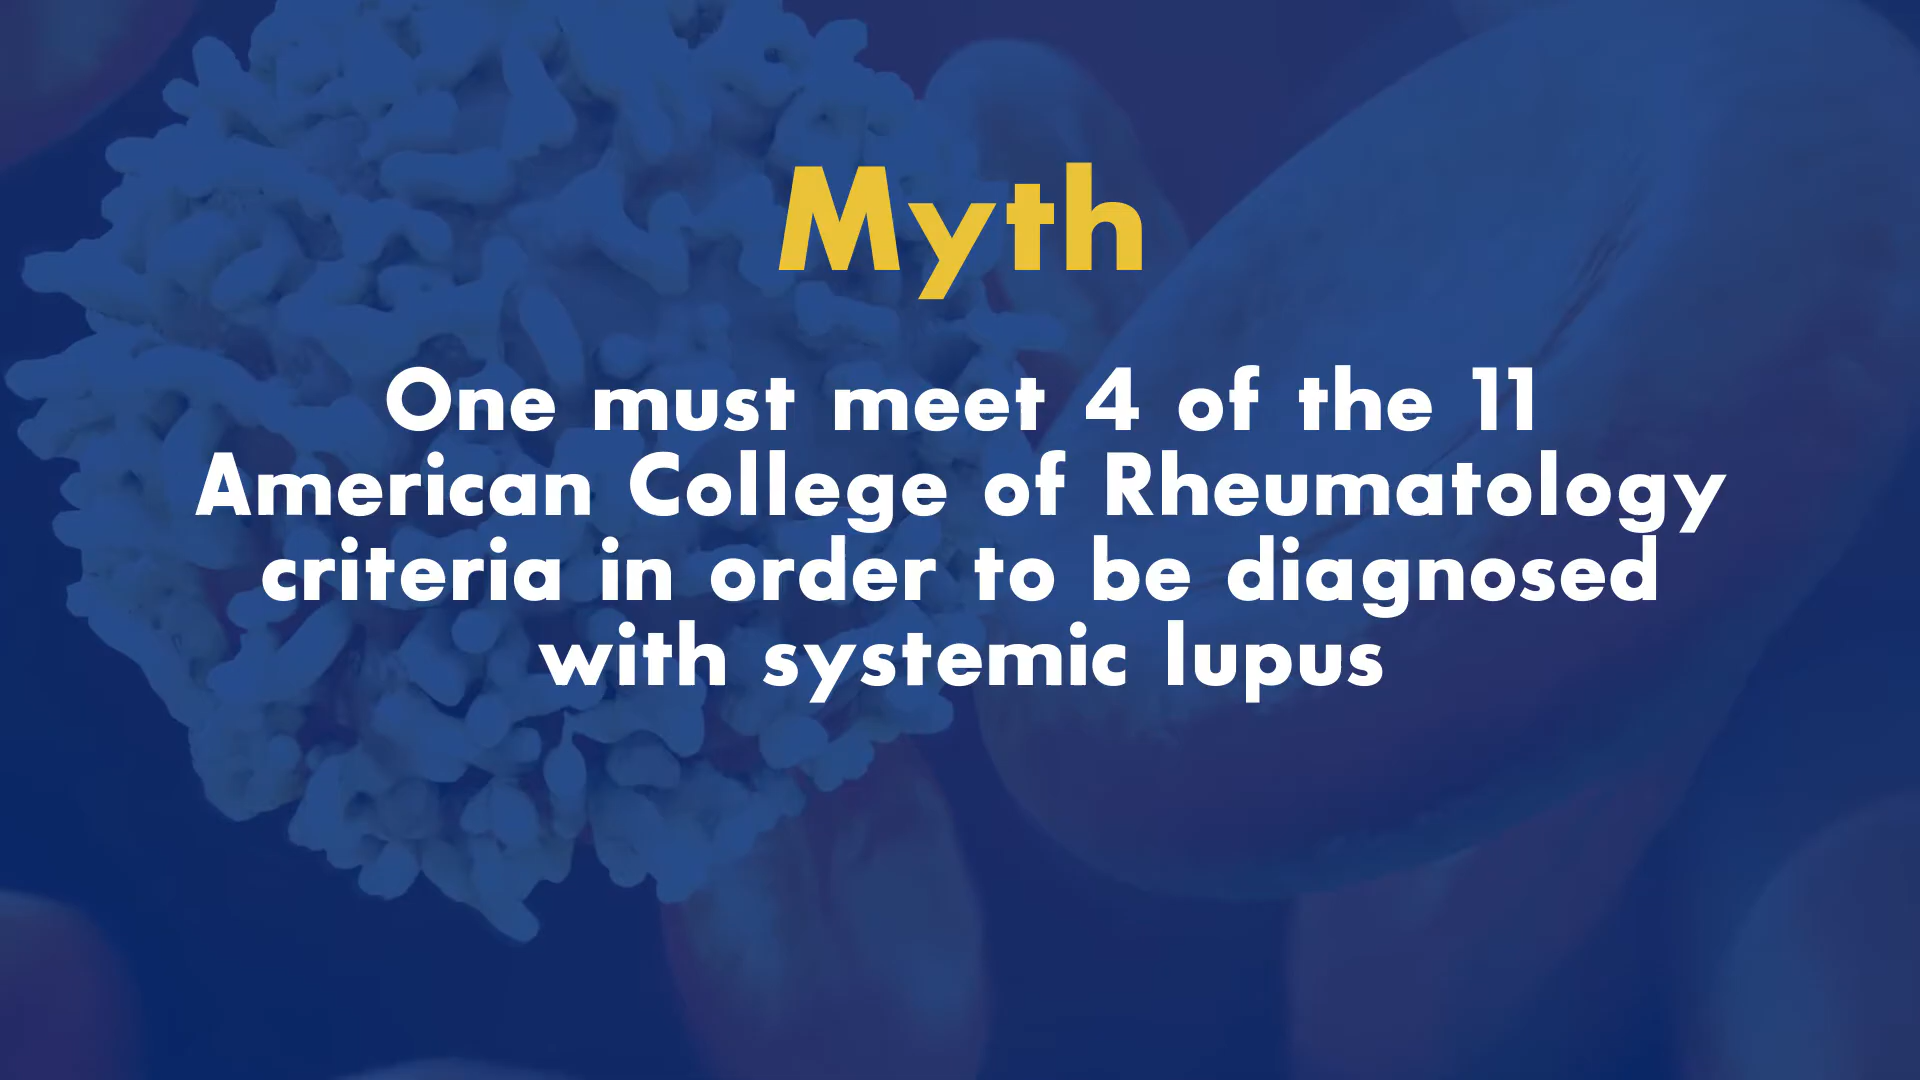 Myth
One must meet 4 of the 11
American College of Rheumatology
criteria in order to be diagnosed
with systemic lupus